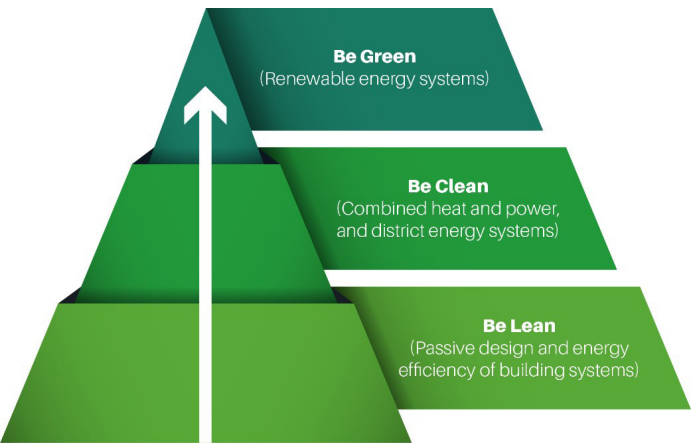 Be Green
(Renewable energy systems)
Be Clean
(Combined heat and power,
and district energy systems)
Be Lean
(Passive design and energy
efficiency of building systems)